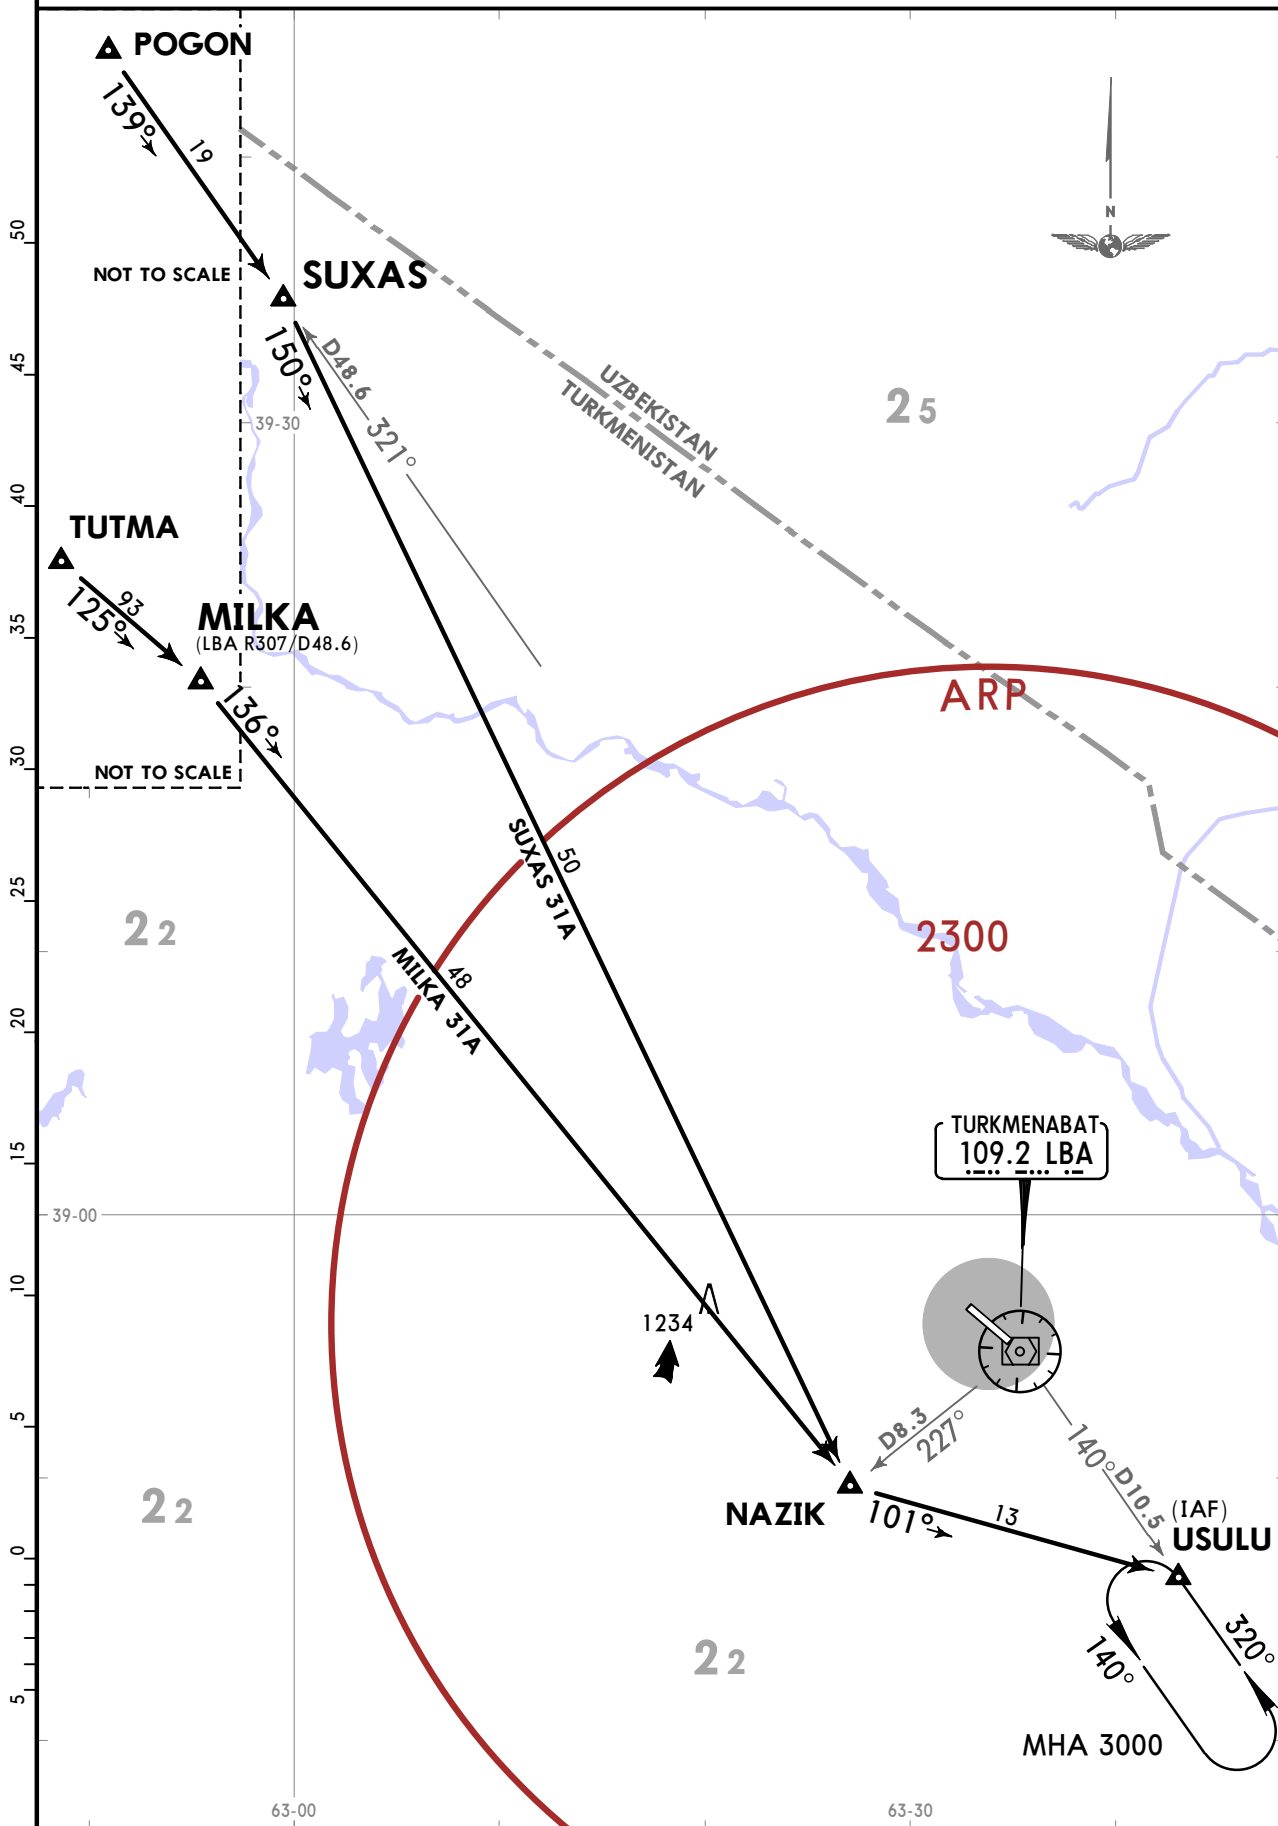 POGON
139°
19
N
50
NOT TO SCALE
SUXAS
150°
D48.6
321°
UZBEKISTAN
TURKMENISTAN
25
45
39-30
40
TUTMA
93
125°
MILKA
(LBA R307/D48.6)
35
136°
ARP
30
NOT TO SCALE
SUXAS 31A
50
25
22
2300
MILKA 31A
48
20
TURKMENABAT
109.2 LBA
15
39-00
10
1234
5
D8.3
227°
140°
D10.5
NAZIK
101°
13
(IAF)
USULU
22
0
320°
140°
22
5
MHA 3000
63-00
63-30